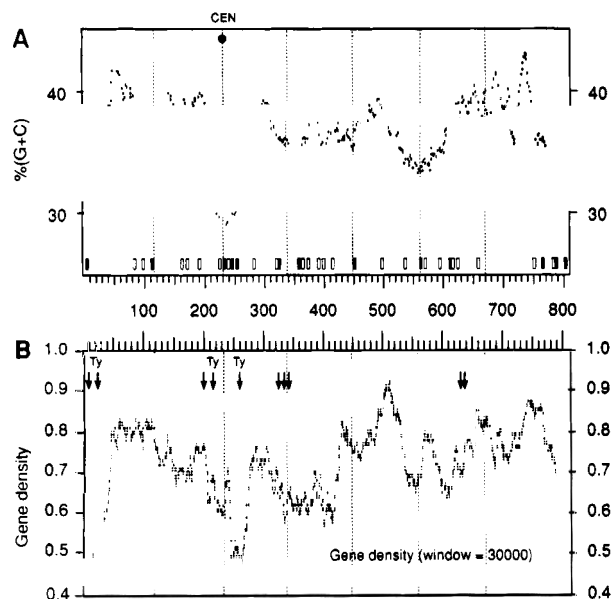 CEN
A
40 40
%(G+C)
30 30
100 200 300 400 500 600 700 800
B
1.0 1.0
Ty Ty Ty
0.9 0.9
0.8 0.8
0.7 0.7
0.6 0.6
0.5 0.5
0.4 0.4
Gene density
Gene density (window = 30000)